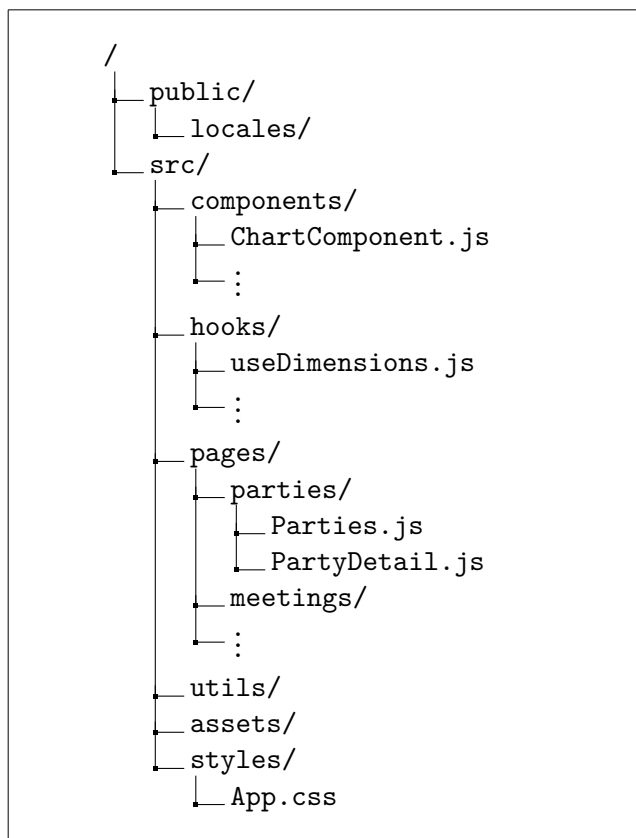 /
public/
locales/
src/
components/
ChartComponent.js
⋮
hooks/
useDimensions.js
⋮
pages/
parties/
Parties.js
PartyDetail.js
meetings/
⋮
utils/
assets/
styles/
App.css